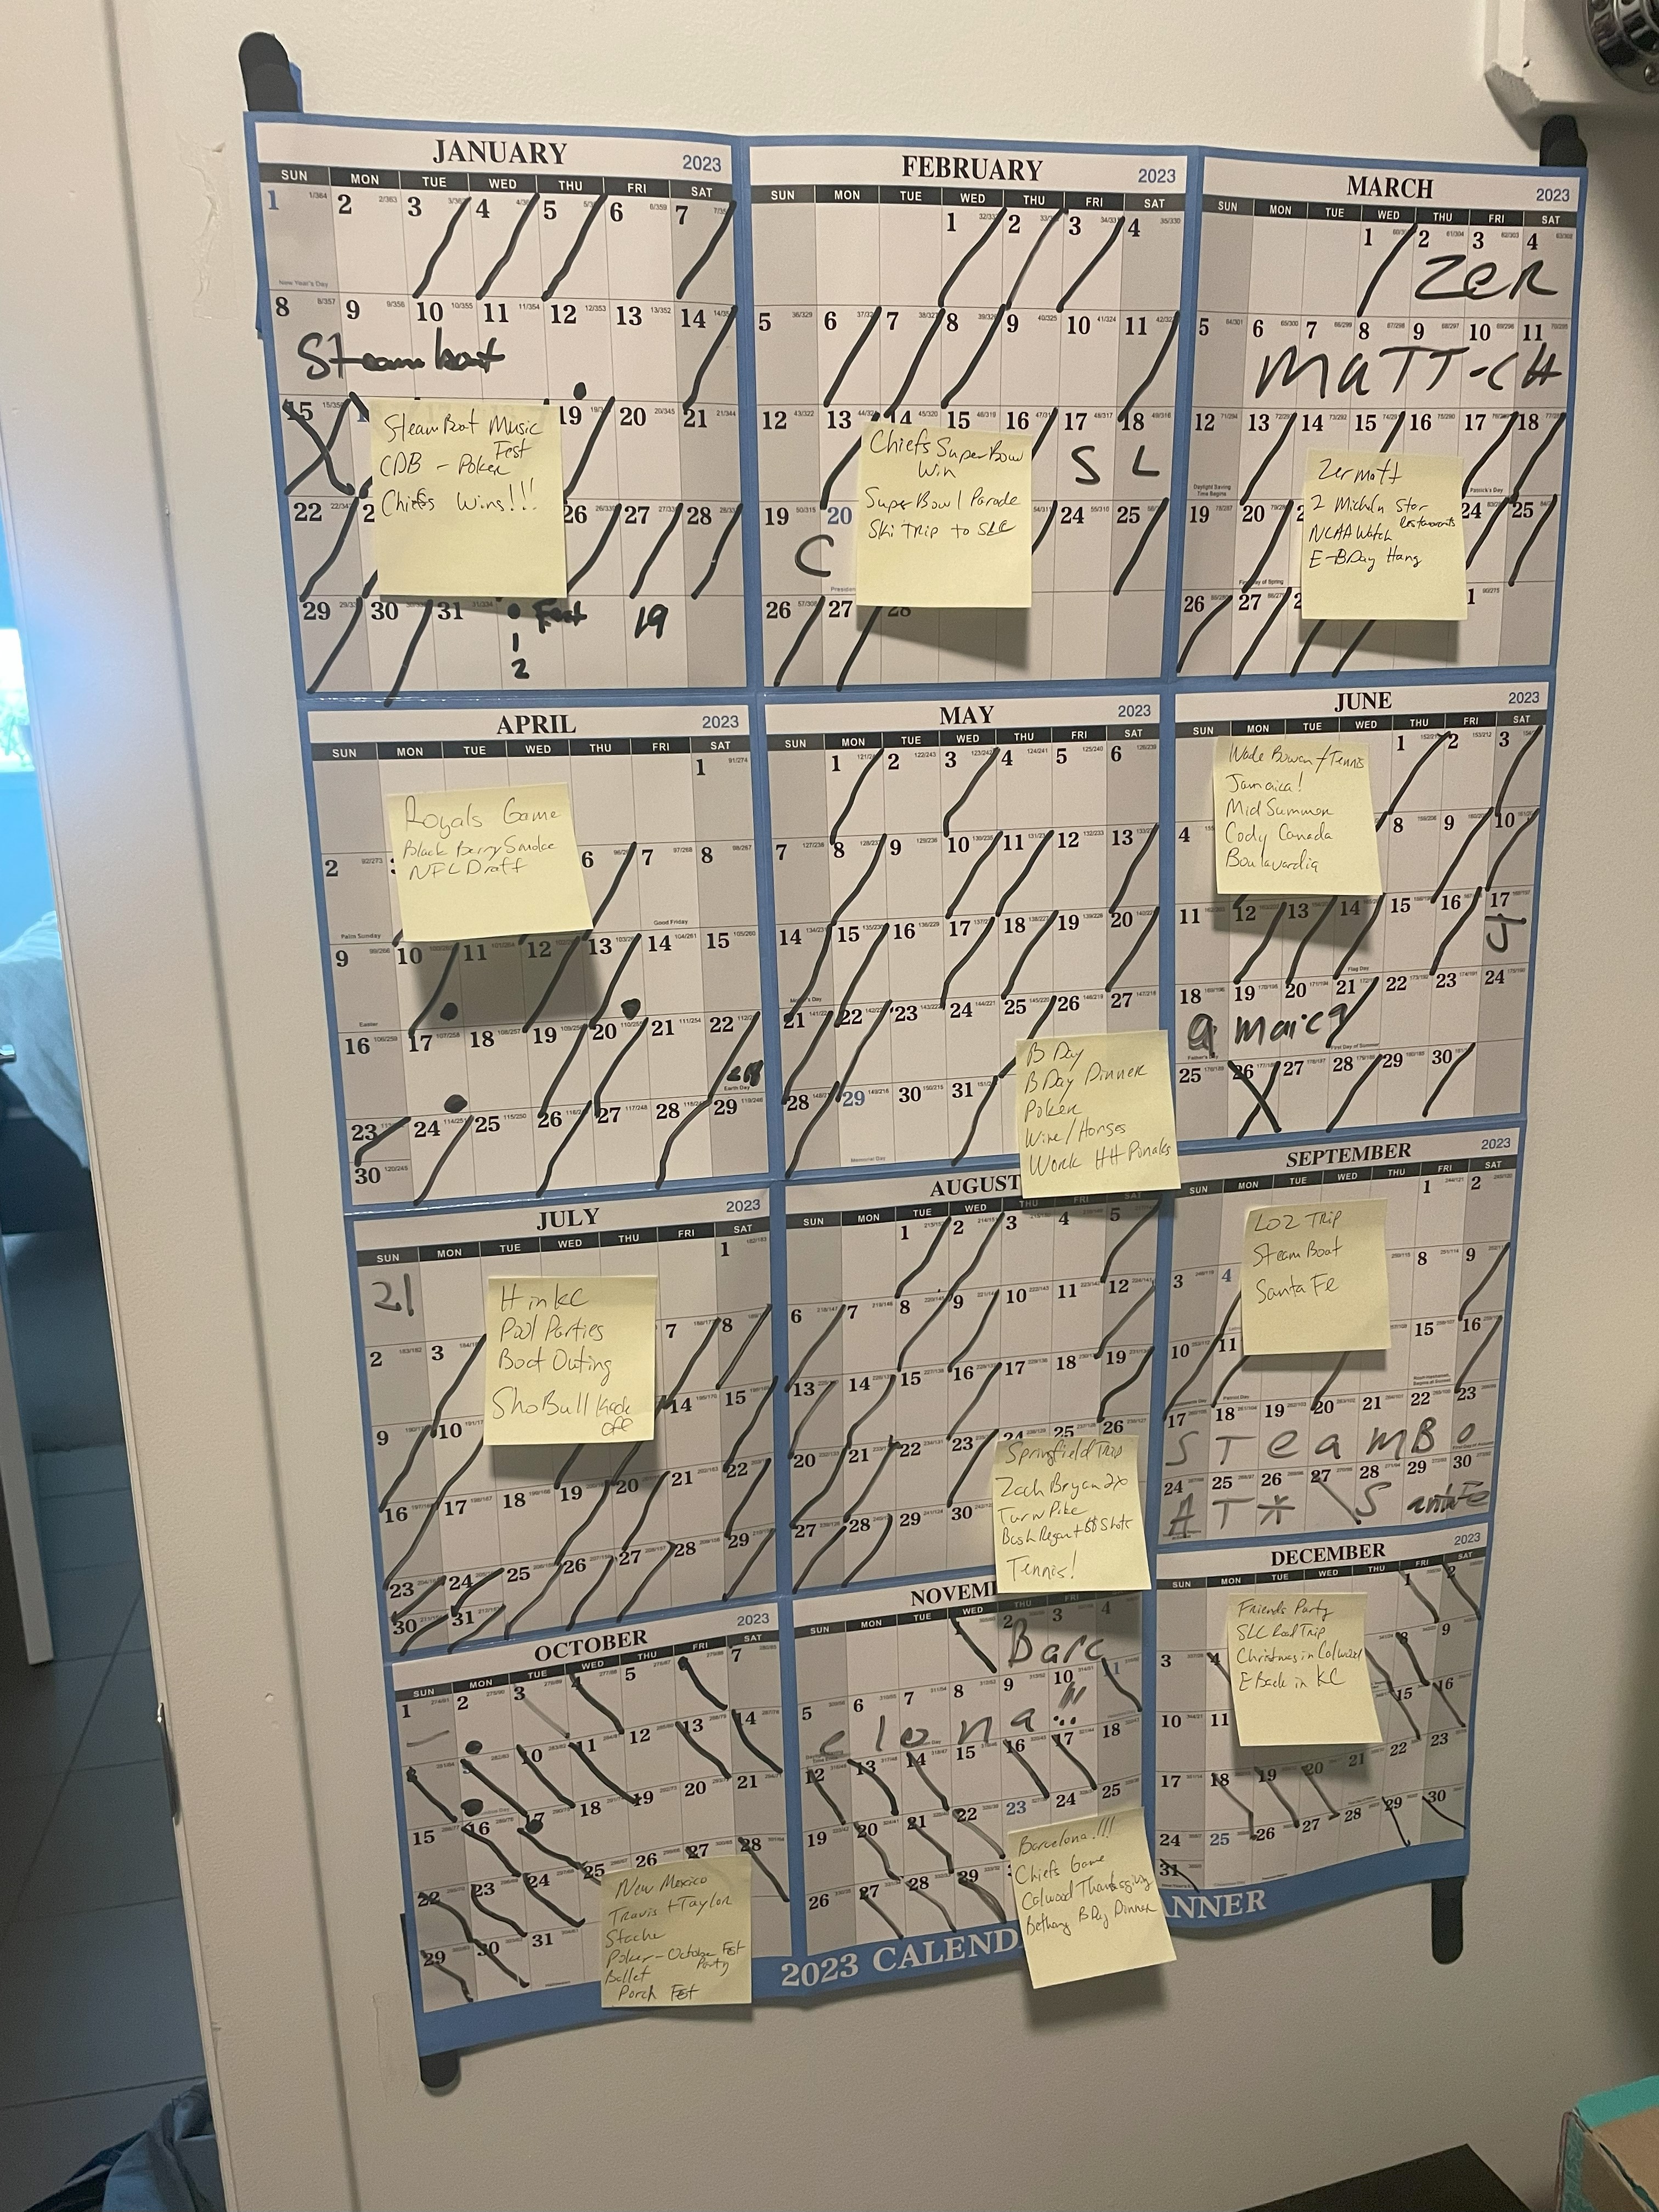 JANUARY 2023
SUN MON TUE WED THU FRI SAT
1 2 3 4 5 6 7
New Year's Day
8 9 10 11 12 13 14
Steamboat
15 19 20 21
SteamBoat Music
Fest
CDB - Poker
Chiefs Wins!!!
22 2 26 27 28
29 30 31
Fest 19
1
2
FEBRUARY 2023
SUN MON TUE WED THU FRI SAT
1 2 3 4
5 6 7 8 9 10 11
12 13 14 15 16 17 18
S L
Chiefs SuperBowl
Win
SuperBowl Parade
Ski Trip to SLC
19 20 24 25
C
26 27 28
MARCH 2023
SUN MON TUE WED THU FRI SAT
1 2 3 4
Zer
5 6 7 8 9 10 11
MaTT-CH
12 13 14 15 16 17 18
Daylight Saving
Time Begins
Zermatt
2 Micheln Star
Restaurants
NCAA Watch
E-BDay Hang
19 20 2 24 25
First Day of Spring
26 27 2 1
APRIL 2023
SUN MON TUE WED THU FRI SAT
1
Royals Game
Black Berry Smoke
NFL Draft
2 6 7 8
Palm Sunday Good Friday
9 10 11 12 13 14 15
Easter
16 17 18 19 20 21 22
Earth Day
23 24 25 26 27 28 29
30
MAY 2023
SUN MON TUE WED THU FRI SAT
1 2 3 4 5 6
7 8 9 10 11 12 13
14 15 16 17 18 19 20
Mother's Day
21 22 23 24 25 26 27
28 29 30 31
Memorial Day
B Day
B Day Dinner
Poker
Wine/Horses
Work HH Punales
JUNE 2023
SUN MON TUE WED THU FRI SAT
1 2 3
Wade Bowen + Tennis
Jamaica!
Mid Summer
Cody Canada
Boulavardia
4 8 9 10
11 12 13 14 15 16 17
Flag Day
J
18 19 20 21 22 23 24
a maica
Father's Day First Day of Summer
25 26 27 28 29 30
JULY 2023
SUN MON TUE WED THU FRI SAT
1
21
H in KC
Pool Parties
Boat Outing
ShoBull Kick
Off
2 3 7 8
9 10 14 15
16 17 18 19 20 21 22
23 24 25 26 27 28 29
30 31
AUGUST
SUN MON TUE WED THU FRI SAT
1 2 3 4 5
6 7 8 9 10 11 12
13 14 15 16 17 18 19
20 21 22 23 24 25 26
27 28 29 30
Springfield Trip
Zach Bryan 2x
TurnPike
Tennis!
SEPTEMBER 2023
SUN MON TUE WED THU FRI SAT
1 2
LOZ Trip
SteamBoat
Santa Fe
3 4 8 9
10 11 15 16
17 18 19 20 21 22 23
STeamBo
24 25 26 27 28 29 30
AT* SantaFe
OCTOBER 2023
SUN MON TUE WED THU FRI SAT
1 2 3 4 5 7
10 11 12 13 14
15 16 17 18 19 20 21
22 23 24 25 26 27 28
29 30 31
New Mexico
Travis + Taylor
Stache
Poker - October Fest
Party
Ballet
Porch Fest
NOVEM
SUN MON TUE WED THU FRI SAT
1 2 3 4
Barc
5 6 7 8 9 10 11
elona!!!
12 13 14 15 16 17 18
19 20 21 22 23 24 25
26 27 28 29
Barcelona!!!
Chiefs Game
Colwood Thanksgiving
Bethany BDay Dinner
DECEMBER 2023
SUN MON TUE WED THU FRI SAT
1 2
Friends Party
SLC Road Trip
Christmas in Colwood
E Back in KC
3 4 8 9
10 11 15 16
17 18 19 20 21 22 23
24 25 26 27 28 29 30
31
2023 CALEND ANNER